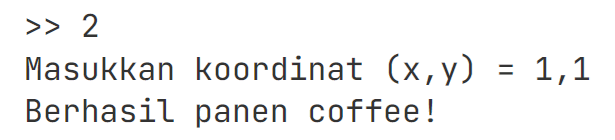 >> 2
Masukkan koordinat (x,y) = 1,1
Berhasil panen coffee!